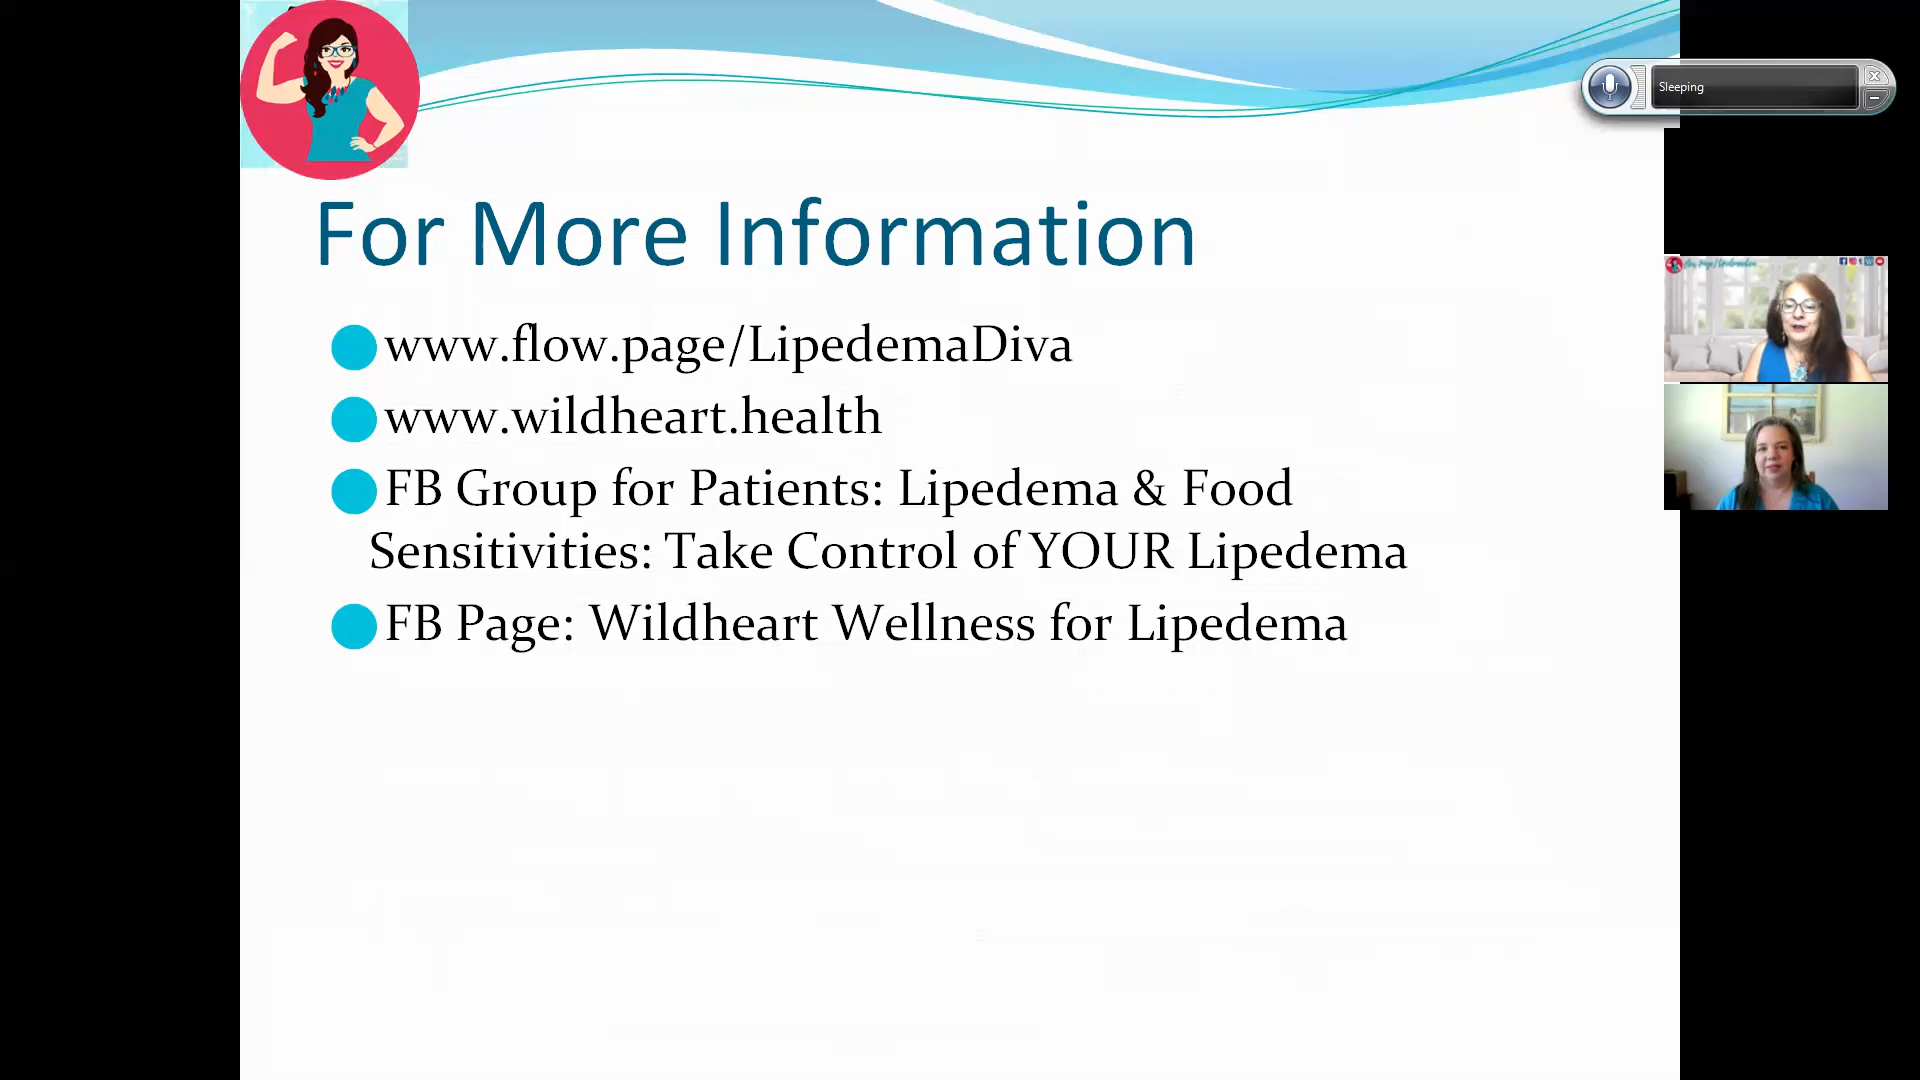 For More Information
www.flow.page/LipedemaDiva
www.wildheart.health
FB Group for Patients: Lipedema & Food
Sensitivities: Take Control of YOUR Lipedema
FB Page: Wildheart Wellness for Lipedema
Sleeping